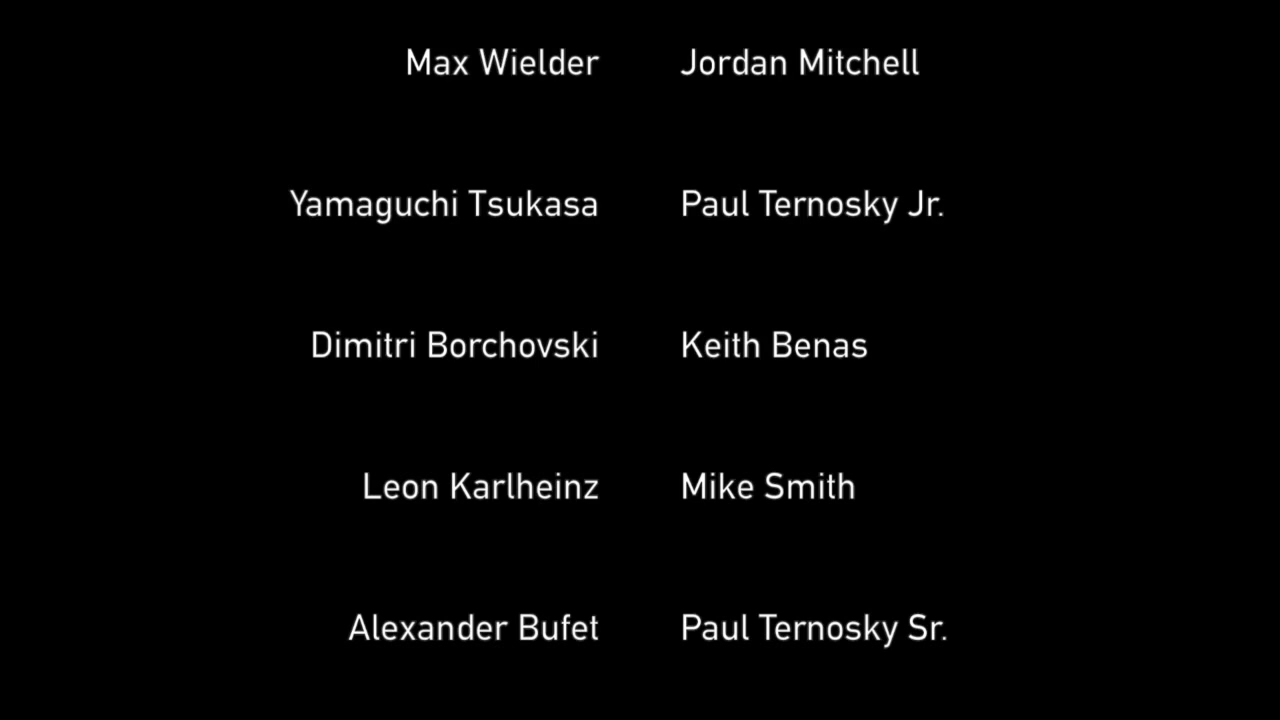 Max Wielder Jordan Mitchell
Yamaguchi Tsukasa Paul Ternosky Jr.
Dimitri Borchovski Keith Benas
Leon Karlheinz Mike Smith
Alexander Bufet Paul Ternosky Sr.